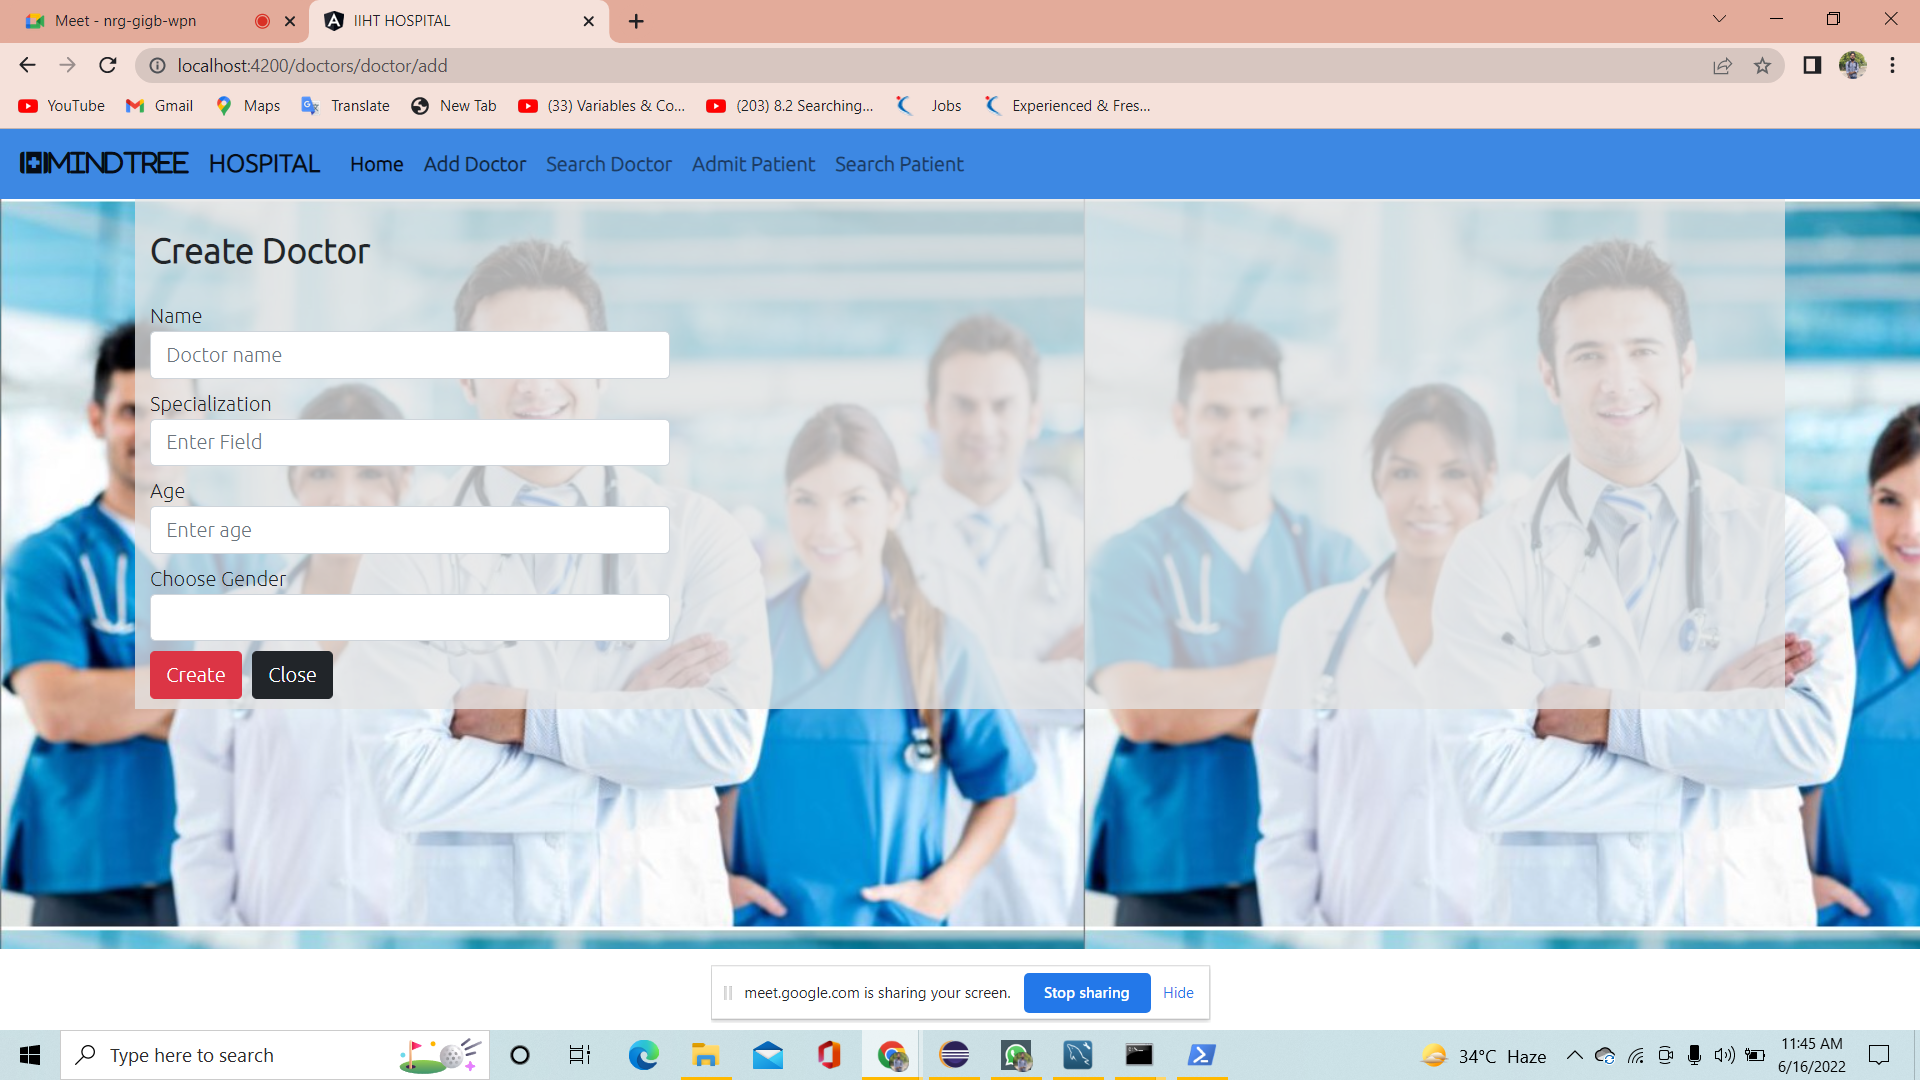 Meet - nrg-gigb-wpn
IIHT HOSPITAL
localhost:4200/doctors/doctor/add
YouTube Gmail Maps Translate New Tab (33) Variables & Co... (203) 8.2 Searching... Jobs Experienced & Fres...
MINDTREE HOSPITAL Home Add Doctor Search Doctor Admit Patient Search Patient
Create Doctor
Name
Doctor name
Specialization
Enter Field
Age
Enter age
Choose Gender
Create Close
meet.google.com is sharing your screen. Stop sharing Hide
Type here to search
34°C Haze
11:45 AM
6/16/2022